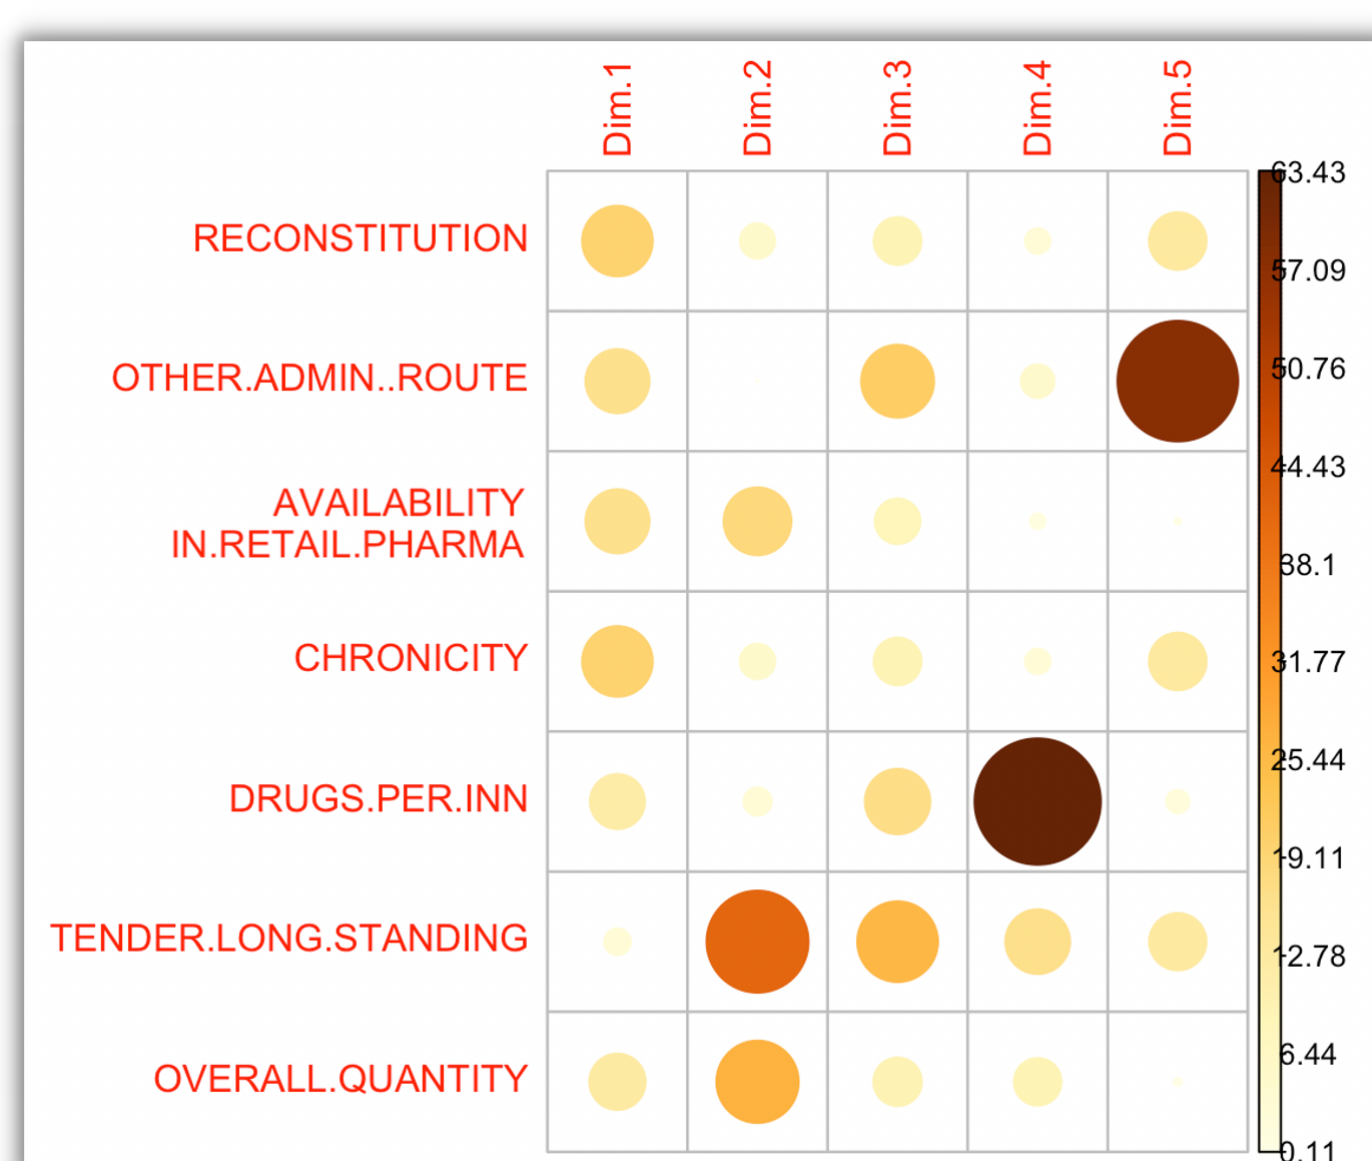 Dim.1 Dim.2 Dim.3 Dim.4 Dim.5
63.43
RECONSTITUTION
57.09
OTHER.ADMIN..ROUTE
50.76
44.43
AVAILABILITY
IN.RETAIL.PHARMA
38.1
CHRONICITY
31.77
25.44
DRUGS.PER.INN
19.11
TENDER.LONG.STANDING
12.78
6.44
OVERALL.QUANTITY
0.11